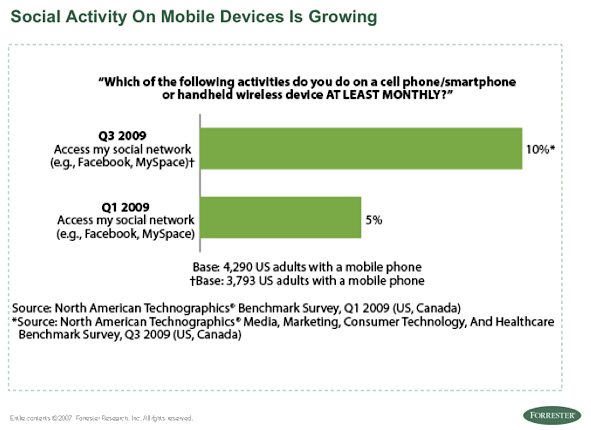 Social Activity On Mobile Devices Is Growing
“Which of the following activities do you do on a cell phone/smartphone
or handheld wireless device AT LEAST MONTHLY?”
Q3 2009
Access my social network
(e.g., Facebook, MySpace)†
10%*
Q1 2009
Access my social network
(e.g., Facebook, MySpace)
5%
Base: 4,290 US adults with a mobile phone
†Base: 3,793 US adults with a mobile phone
Source: North American Technographics® Benchmark Survey, Q1 2009 (US, Canada)
*Source: North American Technographics® Media, Marketing, Consumer Technology, And Healthcare
Benchmark Survey, Q3 2009 (US, Canada)
Entire contents © 2007 Forrester Research, Inc. All rights reserved.
FORRESTER®